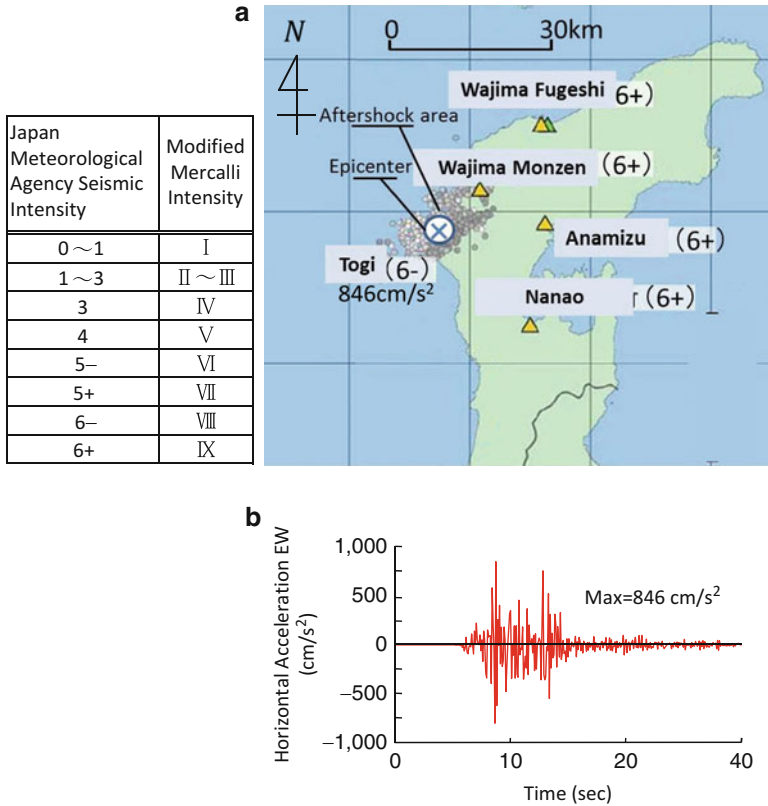 a
N
0 30km
Wajima Fugeshi 6+)
Aftershock area
Epicenter
Wajima Monzen (6+)
Anamizu (6+)
Togi (6-)
846cm/s²
Nanao (6+)
Japan Meteorological Agency Seismic Intensity | Modified Mercalli Intensity
0～1 | Ⅰ
1～3 | Ⅱ～Ⅲ
3 | Ⅳ
4 | Ⅴ
5– | Ⅵ
5+ | Ⅶ
6– | Ⅷ
6+ | Ⅸ
b
Horizontal Acceleration EW
(cm/s²)
1,000
500
0
−500
−1,000
Max=846 cm/s²
0 10 20 40
Time (sec)